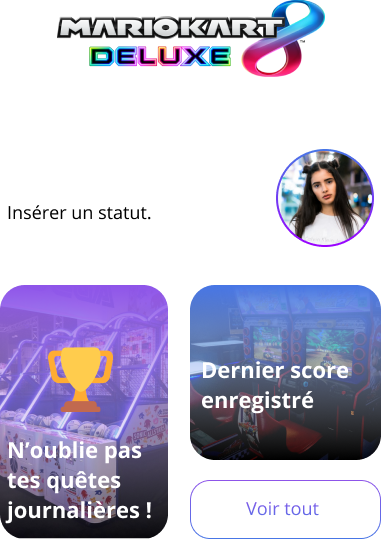 MARIOKART 8
DELUXE
Insérer un statut.
N’oublie pas
tes quêtes
journalières !
Dernier score
enregistré
Voir tout